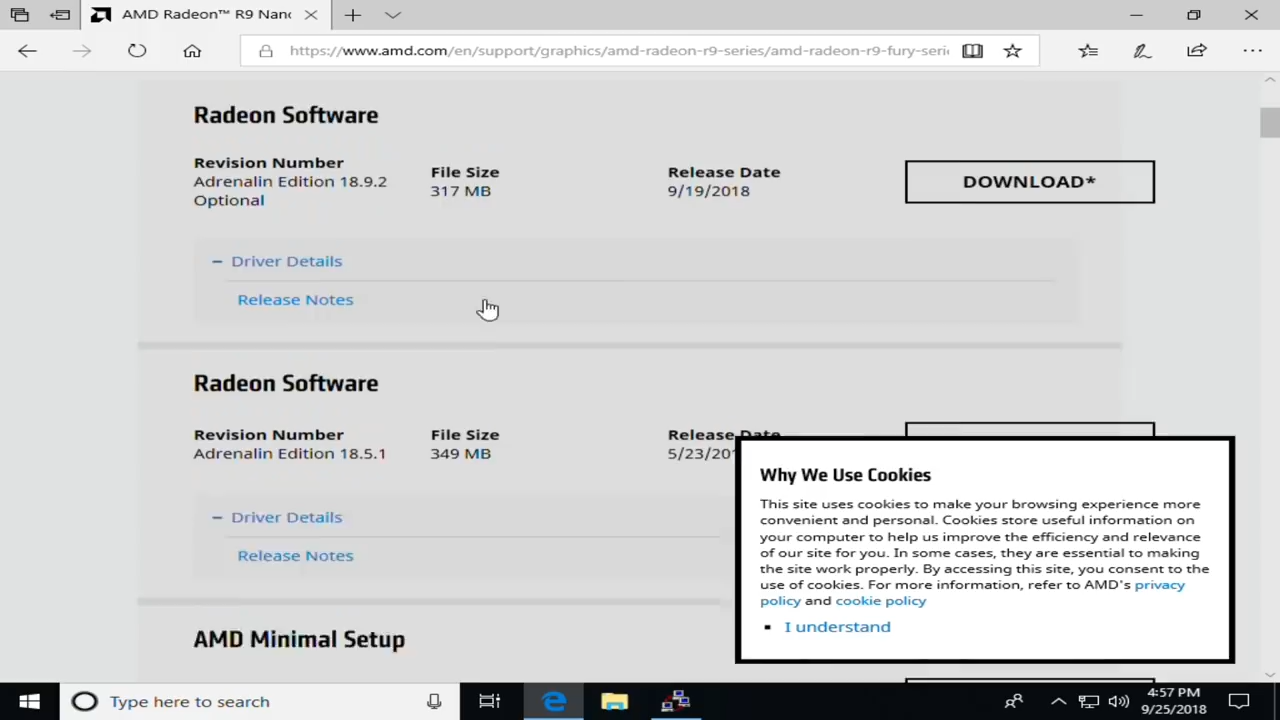 AMD Radeon™ R9 Nano
https://www.amd.com/en/support/graphics/amd-radeon-r9-series/amd-radeon-r9-fury-seri
Radeon Software
Revision Number
Adrenalin Edition 18.9.2
Optional
File Size
317 MB
Release Date
9/19/2018
DOWNLOAD*
− Driver Details
Release Notes
Radeon Software
Revision Number
Adrenalin Edition 18.5.1
File Size
349 MB
Release Date
5/23/201
− Driver Details
Release Notes
AMD Minimal Setup
Why We Use Cookies
This site uses cookies to make your browsing experience more
convenient and personal. Cookies store useful information on
your computer to help us improve the efficiency and relevance
of our site for you. In some cases, they are essential to making
the site work properly. By accessing this site, you consent to the
use of cookies. For more information, refer to AMD's privacy
policy and cookie policy
▪ I understand
Type here to search
4:57 PM
9/25/2018